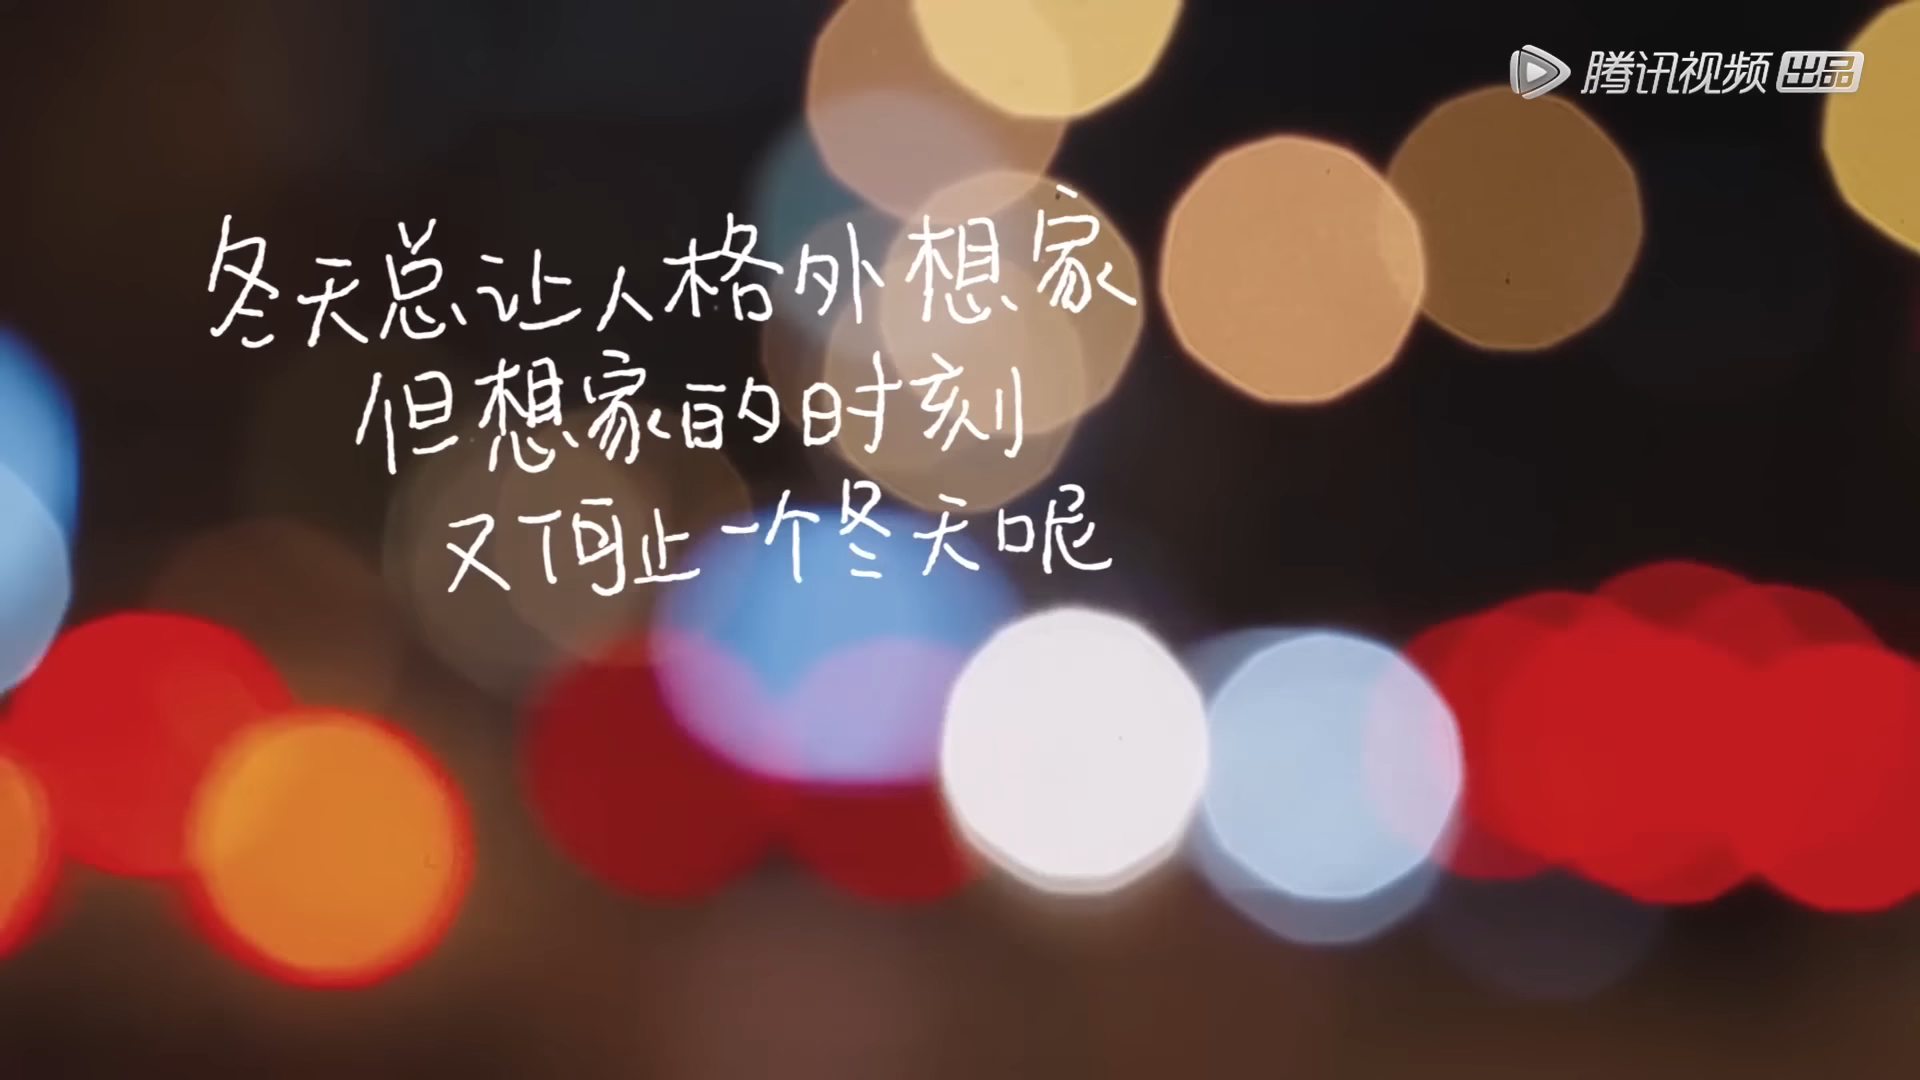 腾讯视频 出品
冬天总让人格外想家
但想家的时刻
又何止一个冬天呢